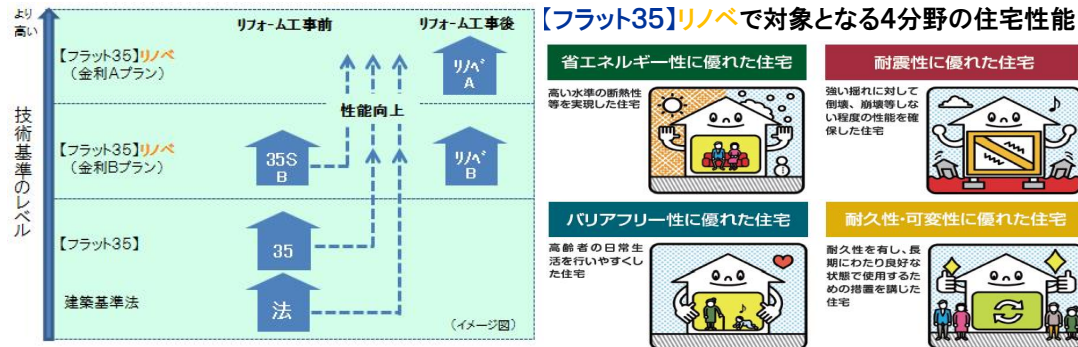 より
高い
技術基準のレベル
リフォーム工事前
リフォーム工事後
【フラット35】リノベ
（金利Aプラン）
リノベ
A
性能向上
【フラット35】リノベ
（金利Bプラン）
35S
B
リノベ
B
【フラット35】
35
建築基準法
法
（イメージ図）
【フラット35】リノベで対象となる4分野の住宅性能
省エネルギー性に優れた住宅
高い水準の断熱性
等を実現した住宅
耐震性に優れた住宅
強い揺れに対して
倒壊、崩壊等しな
い程度の性能を確
保した住宅
バリアフリー性に優れた住宅
高齢者の日常生
活を行いやすくし
た住宅
耐久性・可変性に優れた住宅
耐久性を有し、長
期にわたり良好な
状態で使用するた
めの措置を講じた
住宅